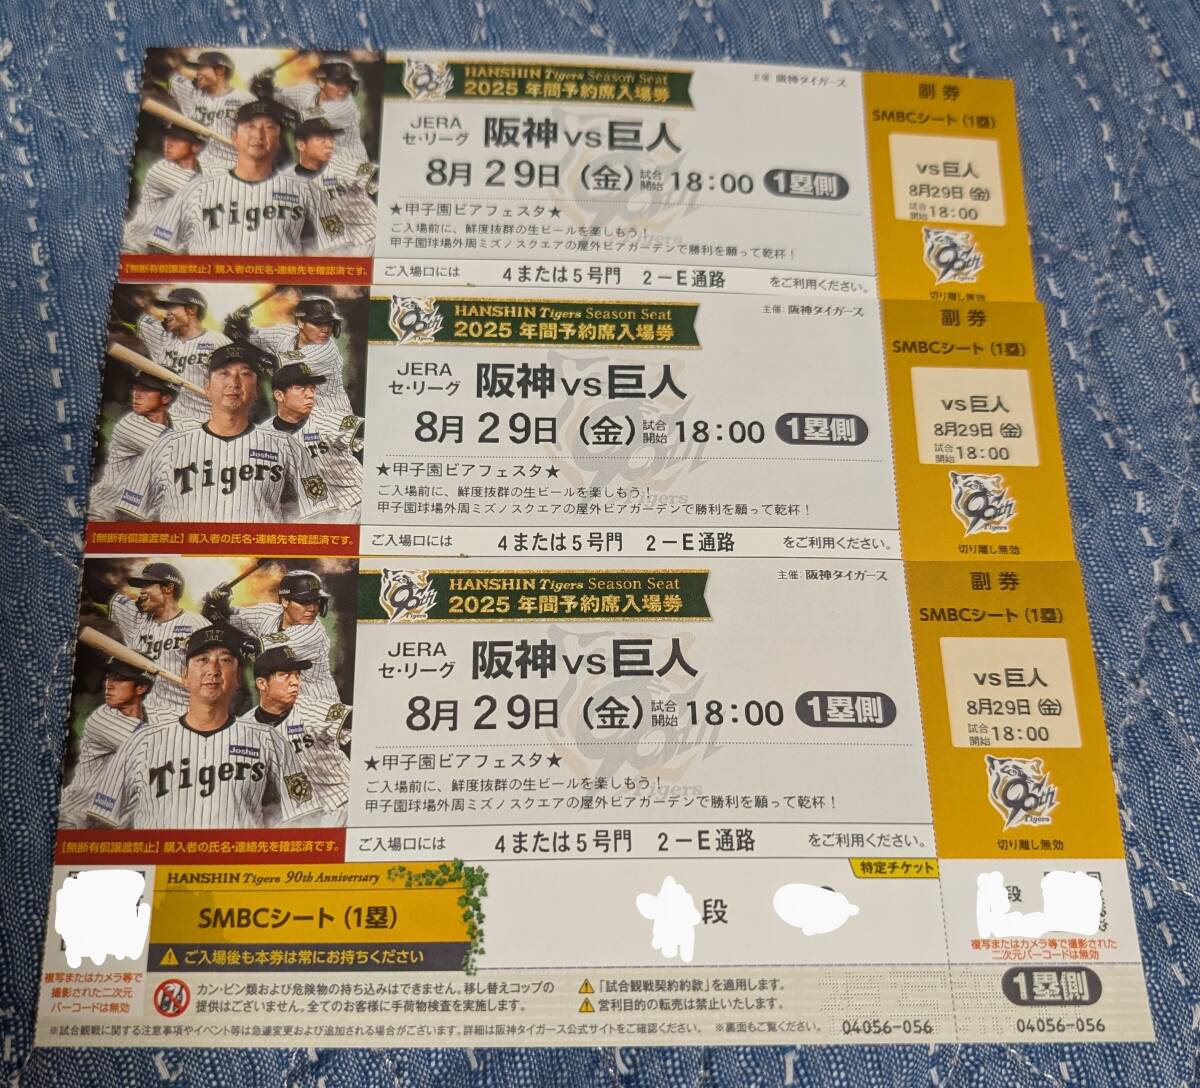 HANSHIN Tigers Season Seat
2025 年間予約席入場券
主催：阪神タイガース
JERA
セ・リーグ
阪神 vs 巨人
8月29日（金）試合開始 18:00 1塁側
★甲子園ビアフェスタ★
ご入場前に、鮮度抜群の生ビールを楽しもう！
甲子園球場外周ミズノスクエアの屋外ビアガーデンで勝利を願って乾杯！
【無断有償譲渡禁止】購入者の氏名・連絡先を確認済です。
ご入場口には 4または5号門 2－E通路 をご利用ください。
副券
SMBCシート（1塁）
vs巨人
8月29日（金）
試合開始 18:00
90th
Tigers
切り離し無効
Tigers
Joshin
HANSHIN Tigers Season Seat
2025 年間予約席入場券
主催：阪神タイガース
JERA
セ・リーグ
阪神 vs 巨人
8月29日（金）試合開始 18:00 1塁側
★甲子園ビアフェスタ★
ご入場前に、鮮度抜群の生ビールを楽しもう！
甲子園球場外周ミズノスクエアの屋外ビアガーデンで勝利を願って乾杯！
【無断有償譲渡禁止】購入者の氏名・連絡先を確認済です。
ご入場口には 4または5号門 2－E通路 をご利用ください。
副券
SMBCシート（1塁）
vs巨人
8月29日（金）
試合開始 18:00
90th
Tigers
切り離し無効
Tigers
Joshin
HANSHIN Tigers Season Seat
2025 年間予約席入場券
主催：阪神タイガース
JERA
セ・リーグ
阪神 vs 巨人
8月29日（金）試合開始 18:00 1塁側
★甲子園ビアフェスタ★
ご入場前に、鮮度抜群の生ビールを楽しもう！
甲子園球場外周ミズノスクエアの屋外ビアガーデンで勝利を願って乾杯！
【無断有償譲渡禁止】購入者の氏名・連絡先を確認済です。
ご入場口には 4または5号門 2－E通路 をご利用ください。
副券
SMBCシート（1塁）
vs巨人
8月29日（金）
試合開始 18:00
90th
Tigers
切り離し無効
Tigers
Joshin
HANSHIN Tigers 90th Anniversary
SMBCシート（1塁）
ご入場後も本券は常にお持ちください
段
特定チケット
段
複写またはカメラ等で
撮影された二次元
バーコードは無効
カン・ビン類および危険物の持ち込みはできません。移し替えコップの
提供はございません。全てのお客様に手荷物検査を実施します。
「試合観戦契約約款」を適用します。
営利目的の転売は禁止いたします。
※試合観戦に関する注意事項やイベント等は急遽変更および追加される場合がございます。詳細は阪神タイガース公式サイトをご確認ください。 ※裏面もご覧ください。
04056-056
複写またはカメラ等で撮影された
二次元バーコードは無効
1塁側
04056-056